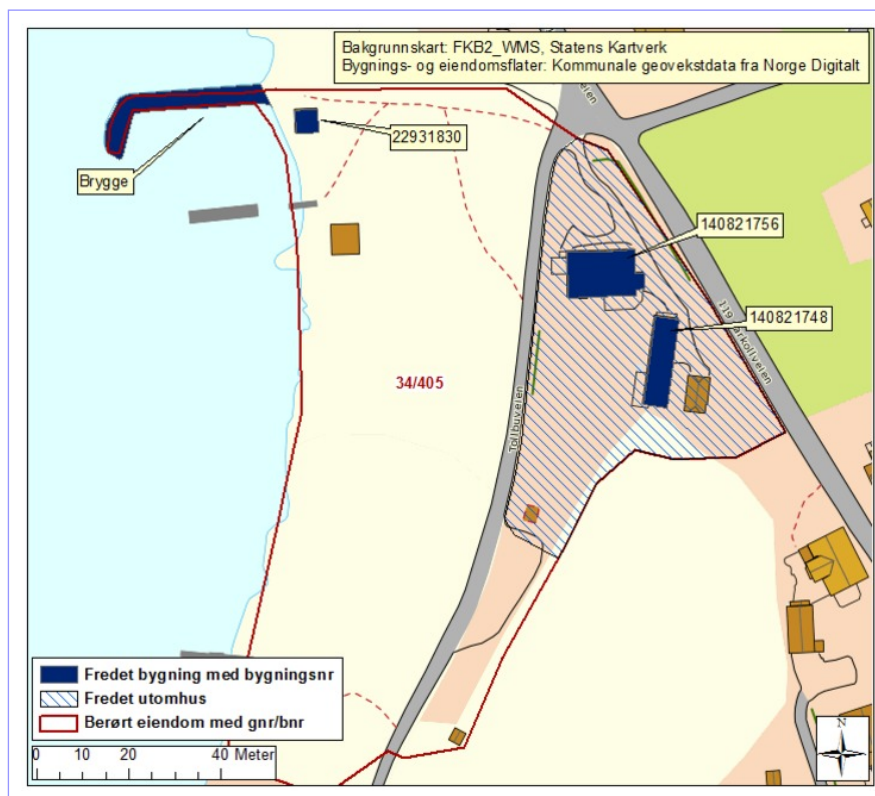 Bakgrunnskart: FKB2_WMS, Statens Kartverk
Bygnings- og eiendomsflater: Kommunale geovekstdata fra Norge Digitalt
22931830
Brygge
140821756
140821748
34/405
Tollbuveien
Fredet bygning med bygningsnr
Fredet utomhus
Berørt eiendom med gnr/bnr
0 10 20 40 Meter
N